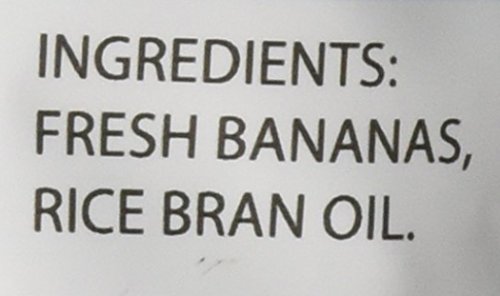 INGREDIENTS:
FRESH BANANAS,
RICE BRAN OIL.